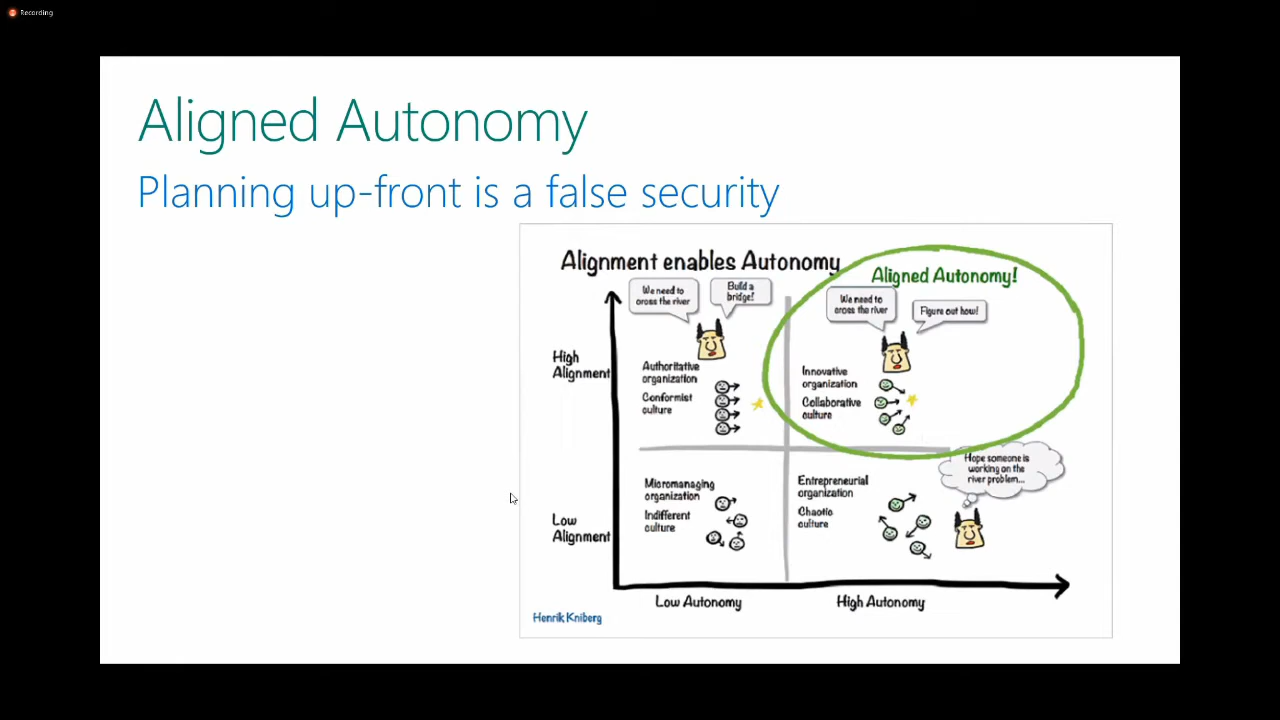 Recording
Aligned Autonomy
Planning up-front is a false security
Alignment enables Autonomy
Aligned Autonomy!
We need to
cross the river
Build a
bridge!
We need to
cross the river
Figure out how!
High
Alignment
Authoritative
organization
Conformist
culture
Innovative
organization
Collaborative
culture
Hope someone is
working on the
river problem...
Low
Alignment
Micromanaging
organization
Indifferent
culture
Entrepreneurial
organization
Chaotic
culture
Low Autonomy
High Autonomy
Henrik Kniberg